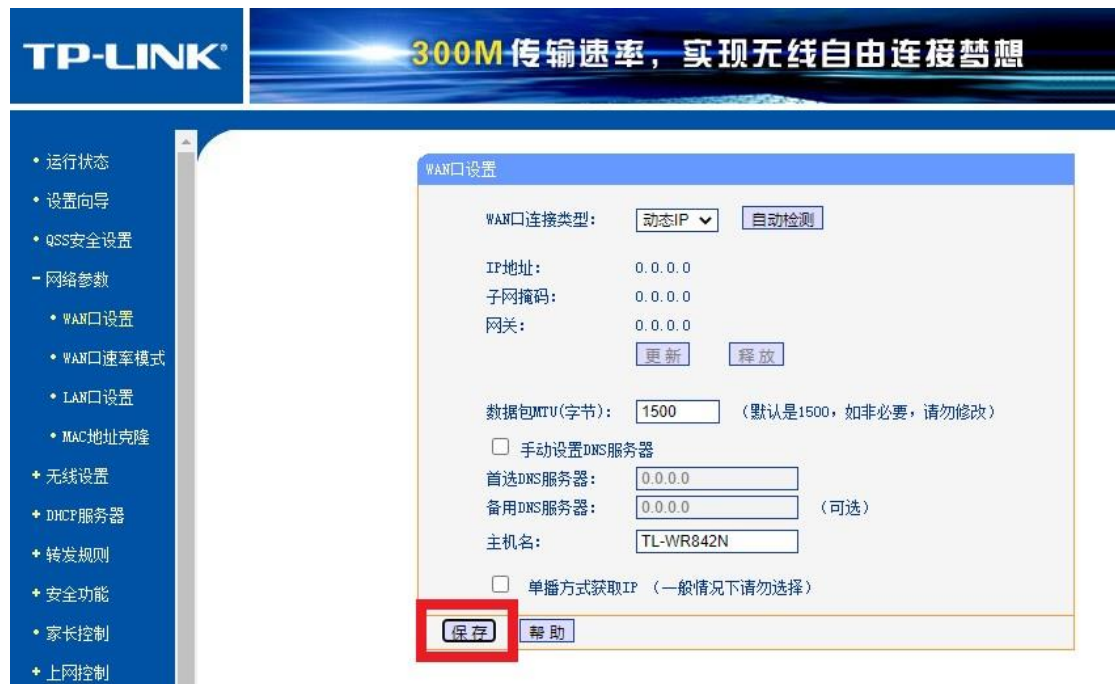 TP-LINK®
300M 传输速率，实现无线自由连接梦想
• 运行状态
• 设置向导
• QSS安全设置
- 网络参数
• WAN口设置
• WAN口速率模式
• LAN口设置
• MAC地址克隆
+ 无线设置
+ DHCP服务器
+ 转发规则
+ 安全功能
• 家长控制
+ 上网控制
WAN口设置
WAN口连接类型： 动态IP 自动检测
IP地址： 0.0.0.0
子网掩码： 0.0.0.0
网关： 0.0.0.0
更新 释放
数据包MTU(字节)： 1500 （默认是1500，如非必要，请勿修改）
手动设置DNS服务器
首选DNS服务器： 0.0.0.0
备用DNS服务器： 0.0.0.0 （可选）
主机名： TL-WR842N
单播方式获取IP （一般情况下请勿选择）
保存 帮助